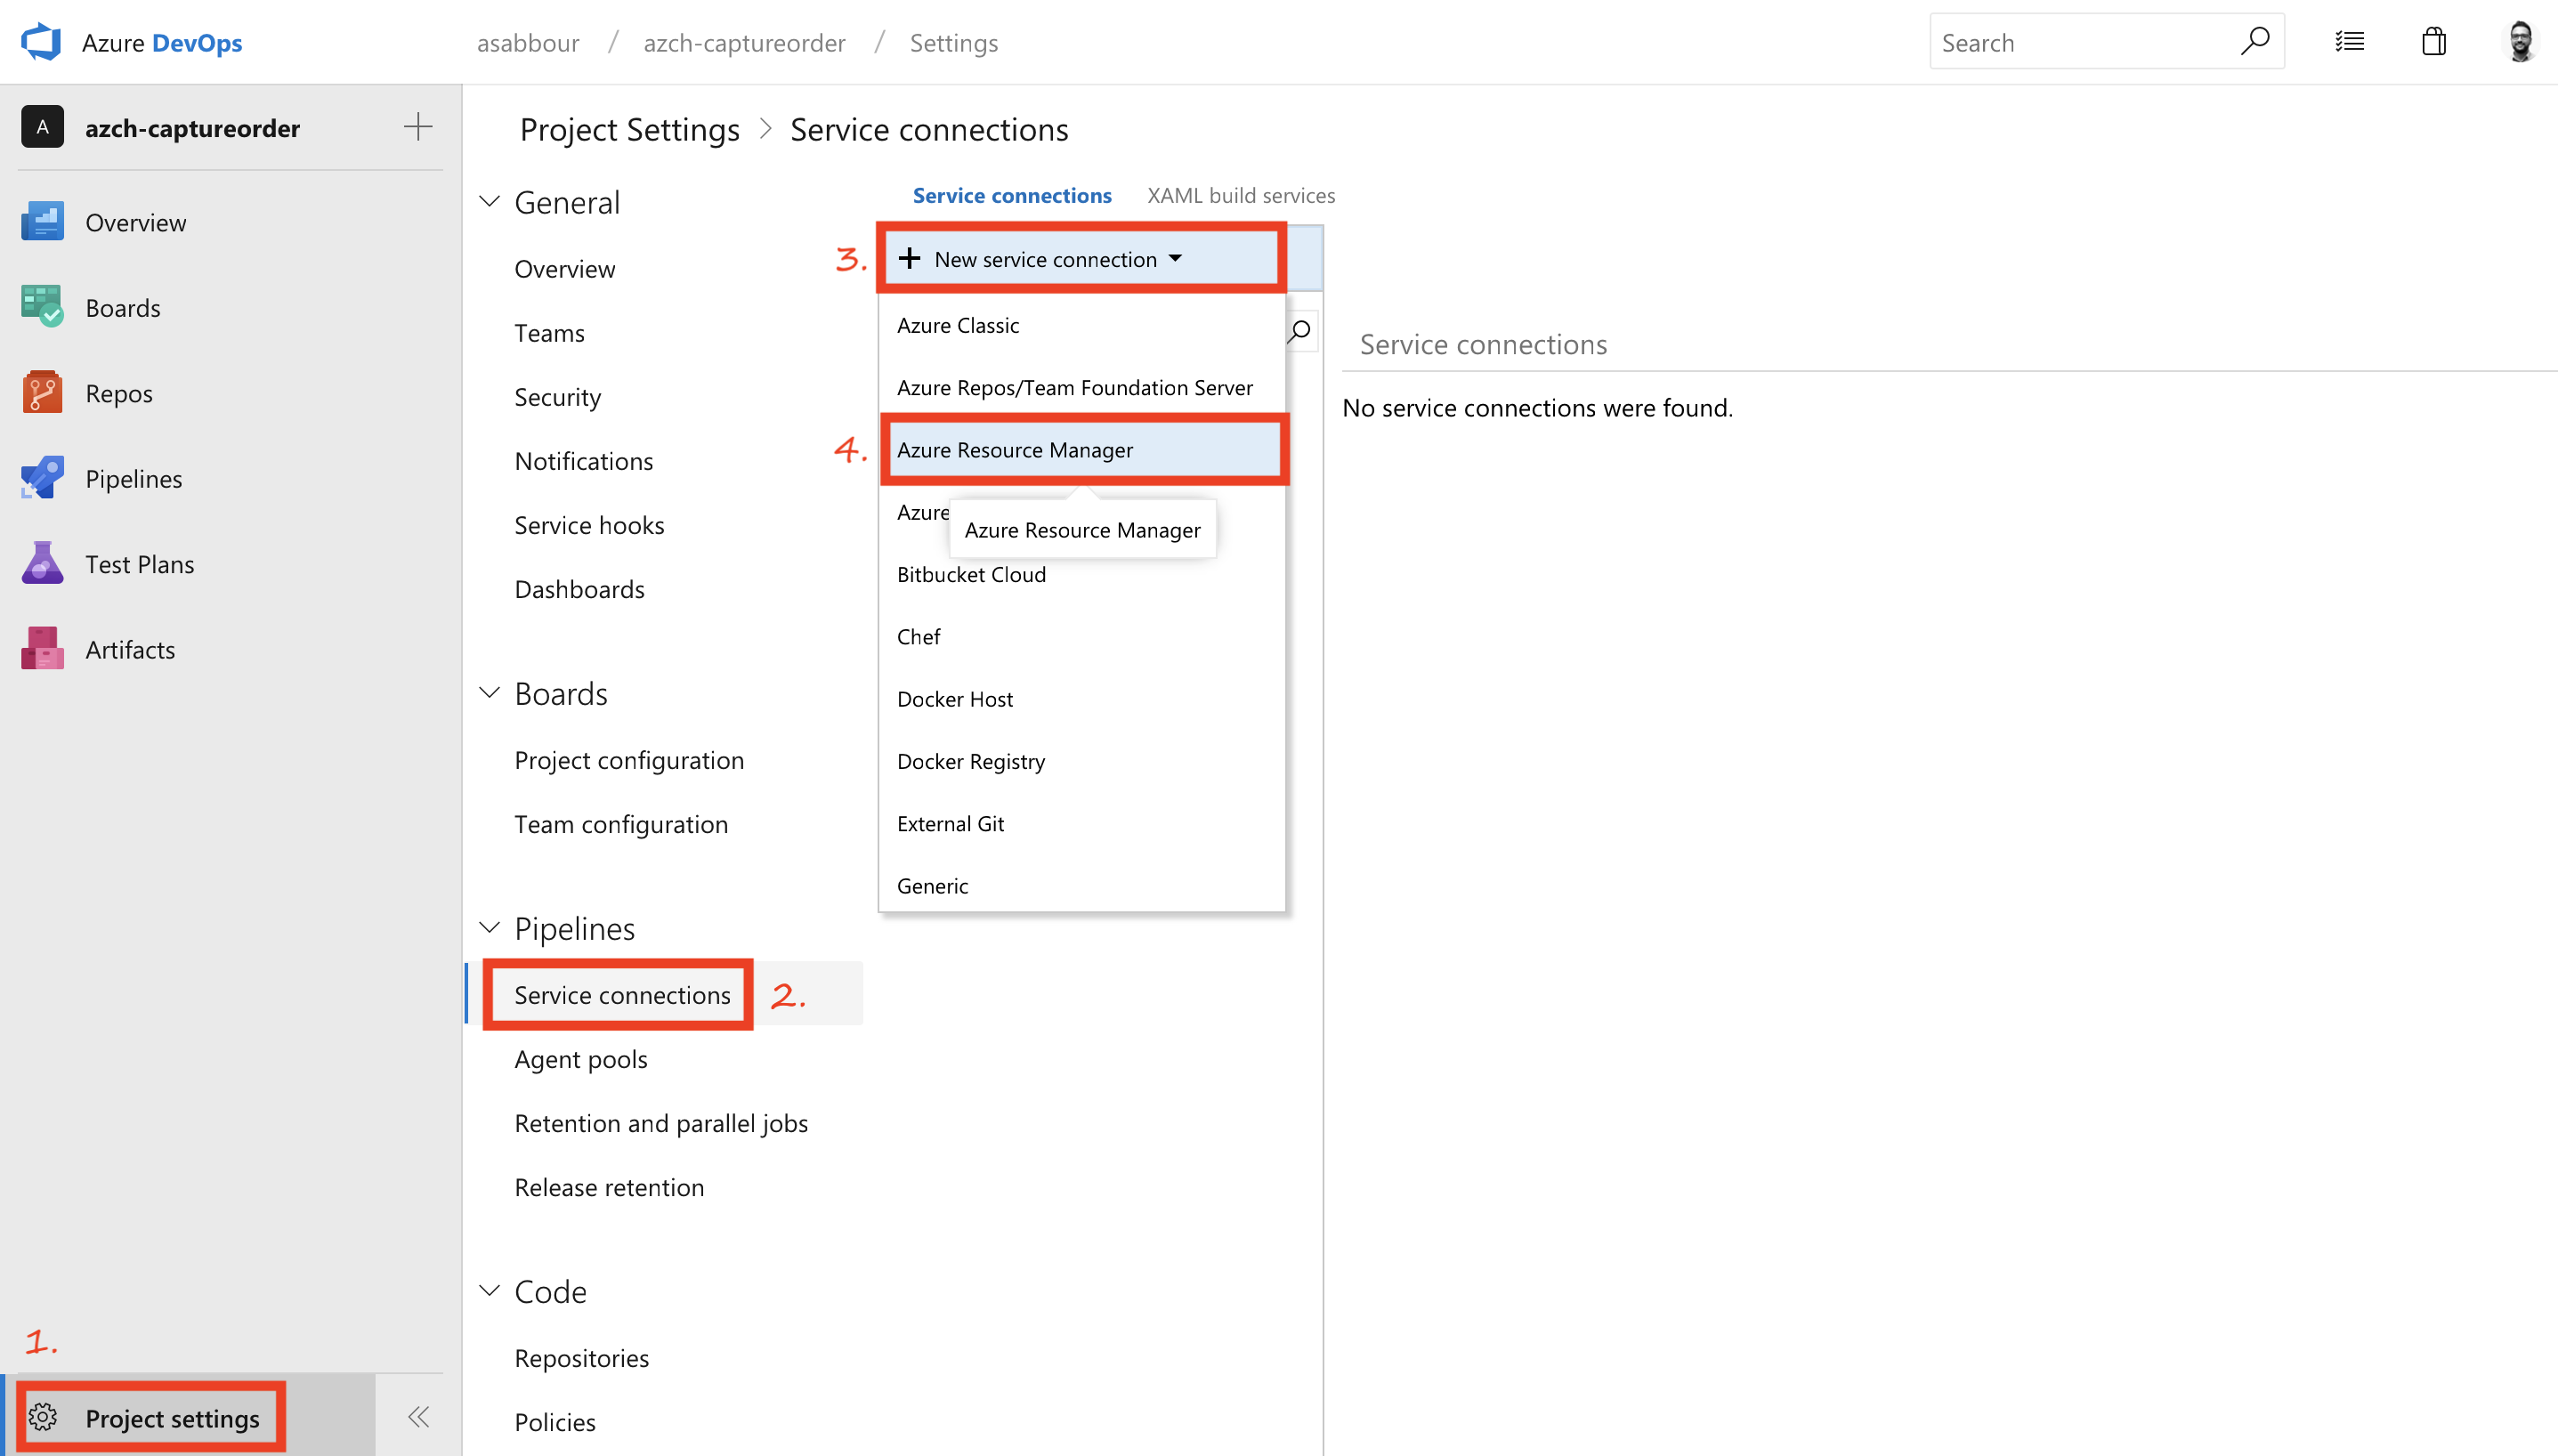 Azure DevOps
asabbour / azch-captureorder / Settings
Search
A azch-captureorder
Overview
Boards
Repos
Pipelines
Test Plans
Artifacts
1.
Project settings
Project Settings > Service connections
General
Overview
Teams
Security
Notifications
Service hooks
Dashboards
Boards
Project configuration
Team configuration
Pipelines
Service connections 2.
Agent pools
Retention and parallel jobs
Release retention
Code
Repositories
Policies
Service connections XAML build services
3. + New service connection
Azure Classic
Azure Repos/Team Foundation Server
4. Azure Resource Manager
Azure
Azure Resource Manager
Bitbucket Cloud
Chef
Docker Host
Docker Registry
External Git
Generic
Service connections
No service connections were found.